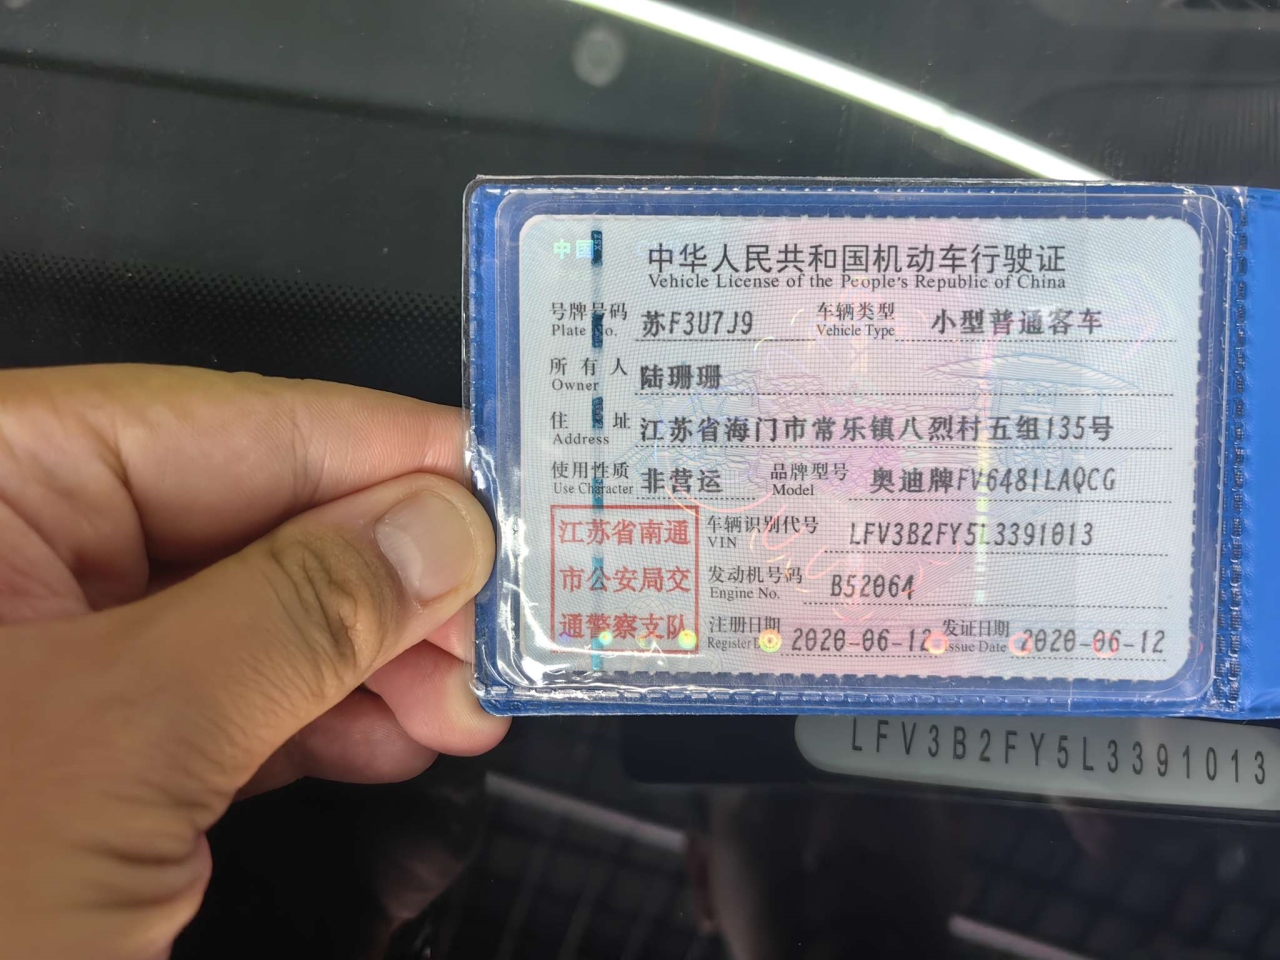 中国
中华人民共和国机动车行驶证
Vehicle License of the People's Republic of China
号牌号码 苏F3U7J9 车辆类型 小型普通客车
Plate No. Vehicle Type
所有人 陆珊珊
Owner
住址 江苏省海门市常乐镇八烈村五组135号
Address
使用性质 非营运 品牌型号 奥迪牌FV6481LAQCG
Use Character Model
江苏省南通
市公安局交
通警察支队
车辆识别代号 LFV3B2FY5L3391013
VIN
发动机号码 B52064
Engine No.
注册日期 2020-06-12 发证日期 2020-06-12
Register Issue Date
LFV3B2FY5L3391013